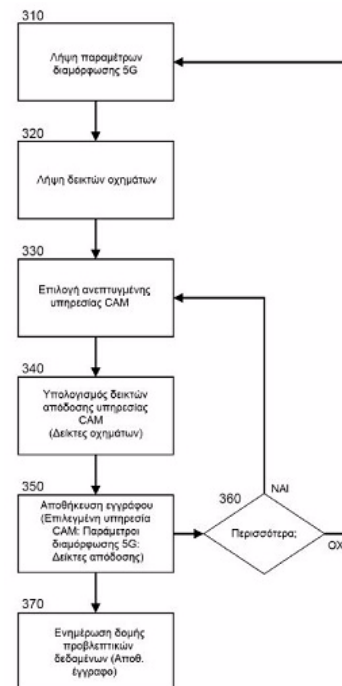 310
Λήψη παραμέτρων
διαμόρφωσης 5G
320
Λήψη δεικτών οχημάτων
330
Επιλογή ανεπτυγμένης
υπηρεσίας CAM
340
Υπολογισμός δεικτών
απόδοσης υπηρεσίας
CAM
(Δείκτες οχημάτων)
350
Αποθήκευση εγγράφου
(Επιλεγμένη υπηρεσία
CAM: Παράμετροι
διαμόρφωσης 5G:
Δείκτες απόδοσης)
360
Περισσότερα;
ΝΑΙ
ΟΧ
370
Ενημέρωση δομής
προβλεπτικών
δεδομένων (Αποθ.
έγγραφο)